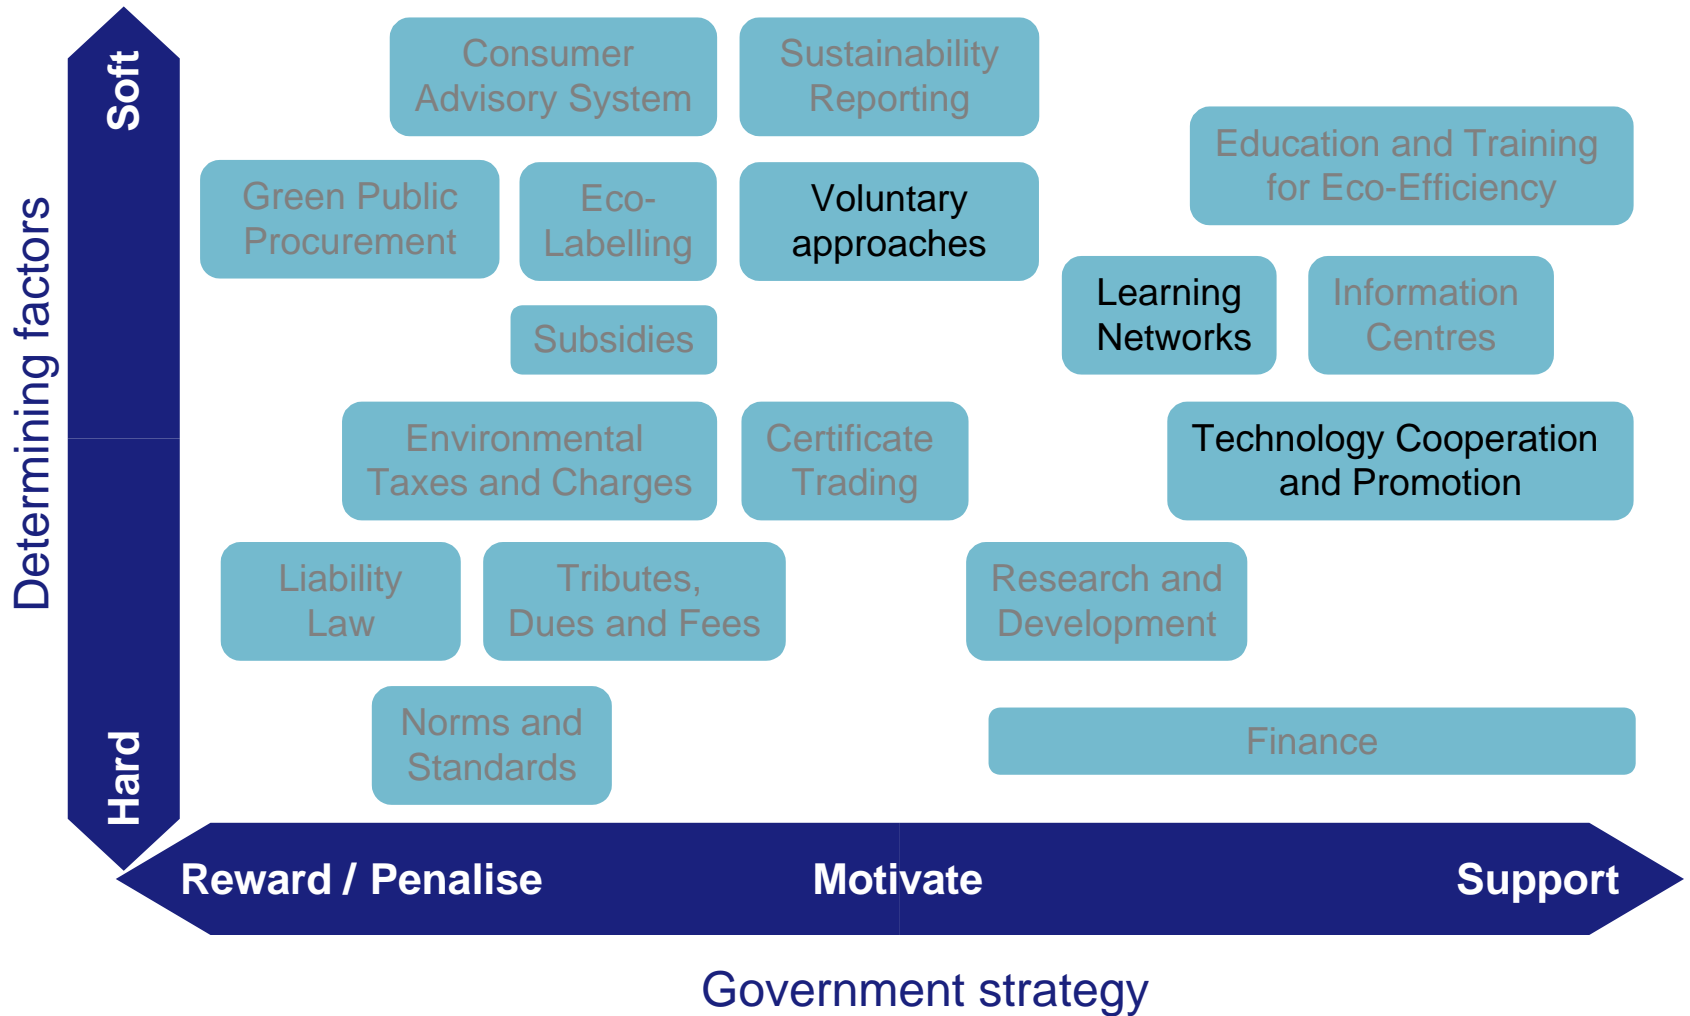 Soft
Hard
Determining factors
Consumer
Advisory System
Sustainability
Reporting
Education and Training
for Eco-Efficiency
Green Public
Procurement
Eco-
Labelling
Voluntary
approaches
Learning
Networks
Information
Centres
Subsidies
Environmental
Taxes and Charges
Certificate
Trading
Technology Cooperation
and Promotion
Liability
Law
Tributes,
Dues and Fees
Research and
Development
Norms and
Standards
Finance
Reward / Penalise
Motivate
Support
Government strategy